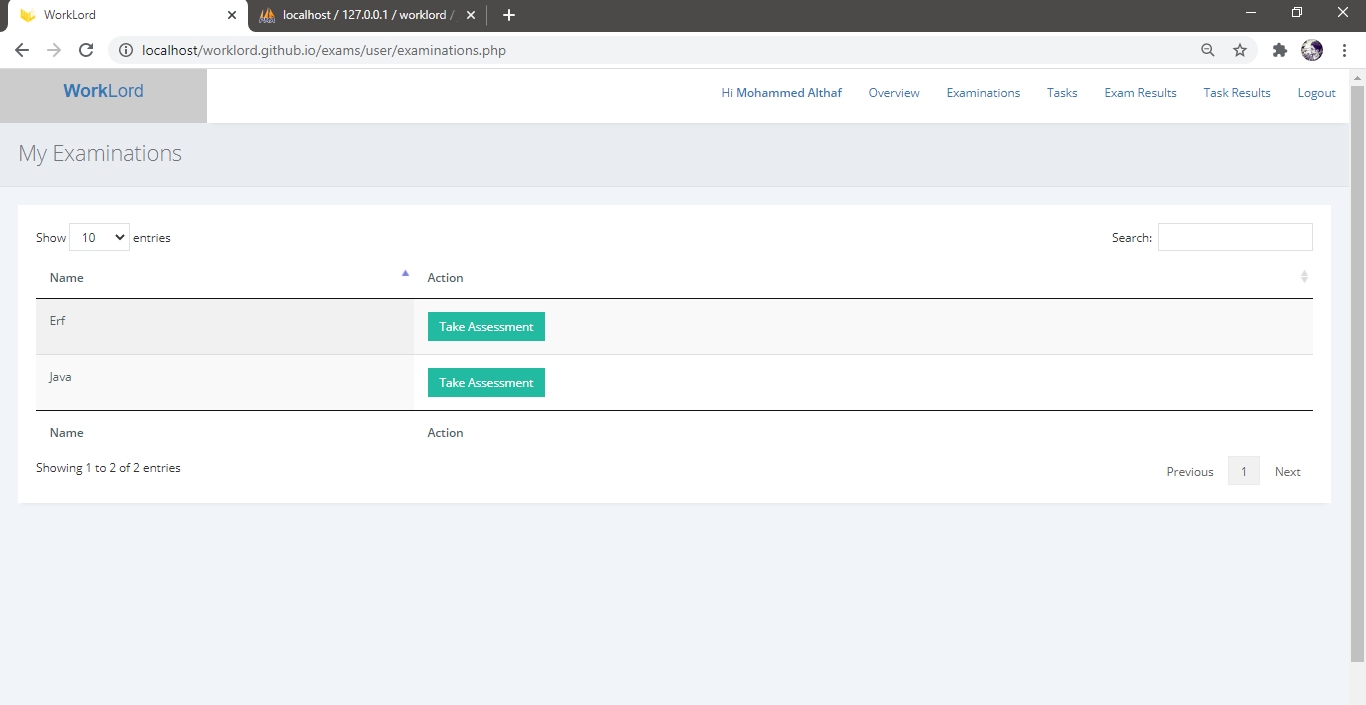 WorkLord
localhost / 127.0.0.1 / worklord /
localhost/worklord.github.io/exams/user/examinations.php
WorkLord
Hi Mohammed Althaf Overview Examinations Tasks Exam Results Task Results Logout
My Examinations
Show 10 entries Search:
Name Action
Erf Take Assessment
Java Take Assessment
Name Action
Showing 1 to 2 of 2 entries
Previous 1 Next